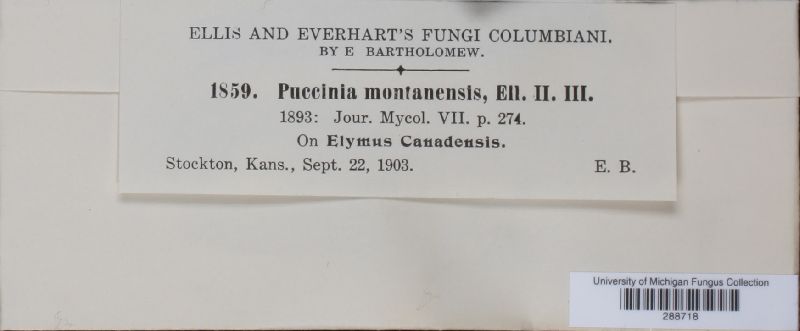 ELLIS AND EVERHART'S FUNGI COLUMBIANI.
BY E BARTHOLOMEW.
1859. Puccinia montanensis, Ell. II. III.
1893: Jour. Mycol. VII. p. 274.
On Elymus Canadensis.
Stockton, Kans., Sept. 22, 1903. E. B.
University of Michigan Fungus Collection
288718